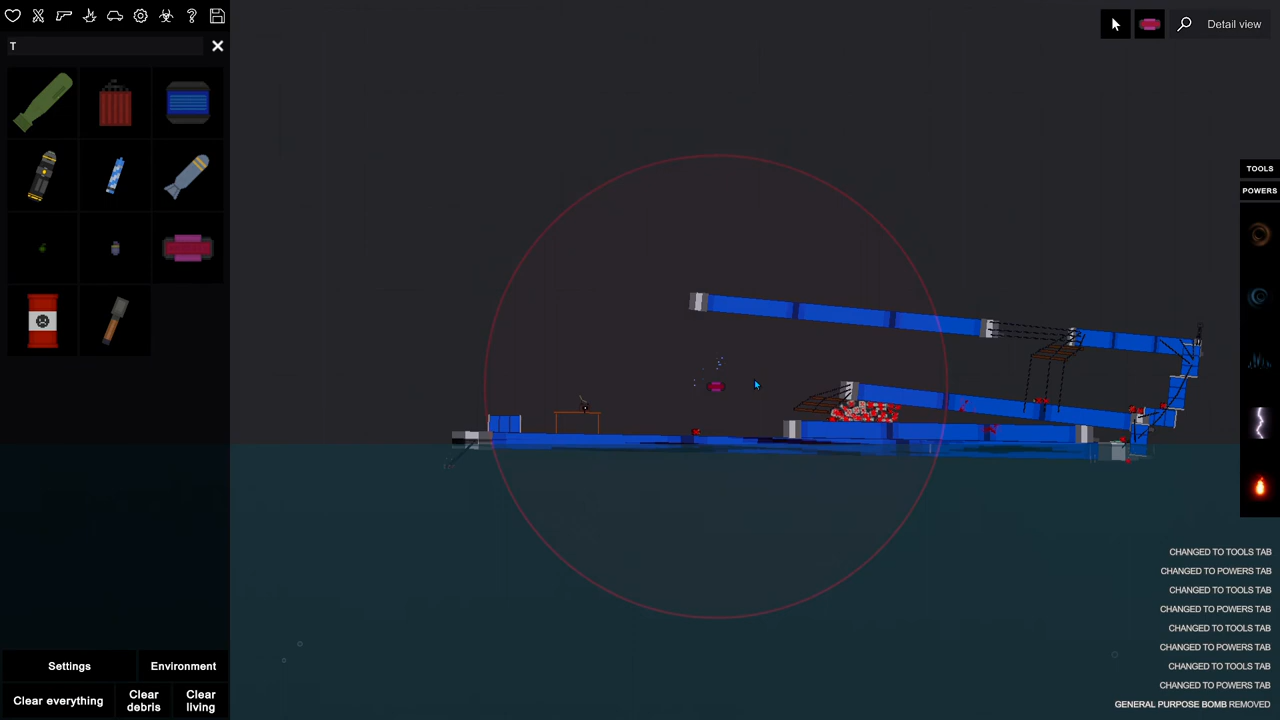 T
Detail view
TOOLS
POWERS
CHANGED TO TOOLS TAB
CHANGED TO POWERS TAB
CHANGED TO TOOLS TAB
CHANGED TO POWERS TAB
CHANGED TO TOOLS TAB
CHANGED TO POWERS TAB
CHANGED TO TOOLS TAB
CHANGED TO POWERS TAB
GENERAL PURPOSE BOMB REMOVED
Settings
Environment
Clear everything
Clear debris
Clear living